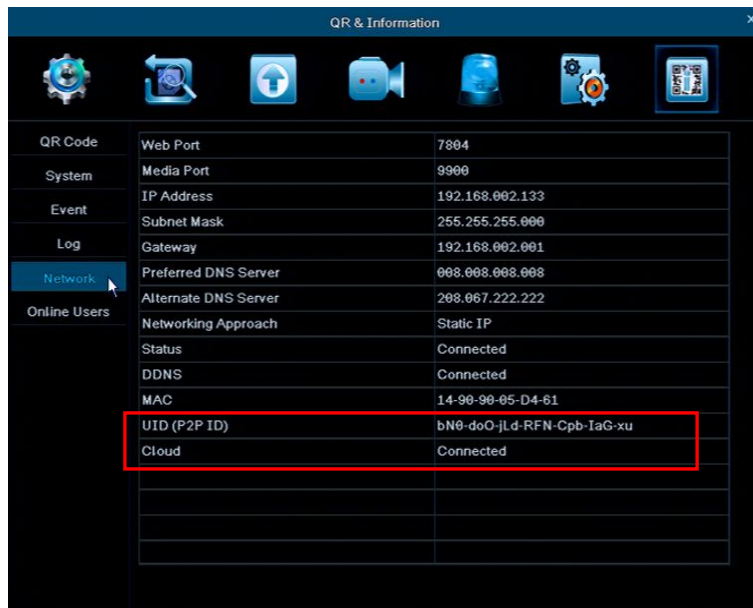 QR & Information
QR Code
System
Event
Log
Network
Online Users
Web Port 7804
Media Port 9900
IP Address 192.168.002.133
Subnet Mask 255.255.255.000
Gateway 192.168.002.001
Preferred DNS Server 008.008.008.008
Alternate DNS Server 208.067.222.222
Networking Approach Static IP
Status Connected
DDNS Connected
MAC 14-90-90-05-D4-61
UID (P2P ID) bN0-doO-jLd-RFN-Cpb-IaG-xu
Cloud Connected